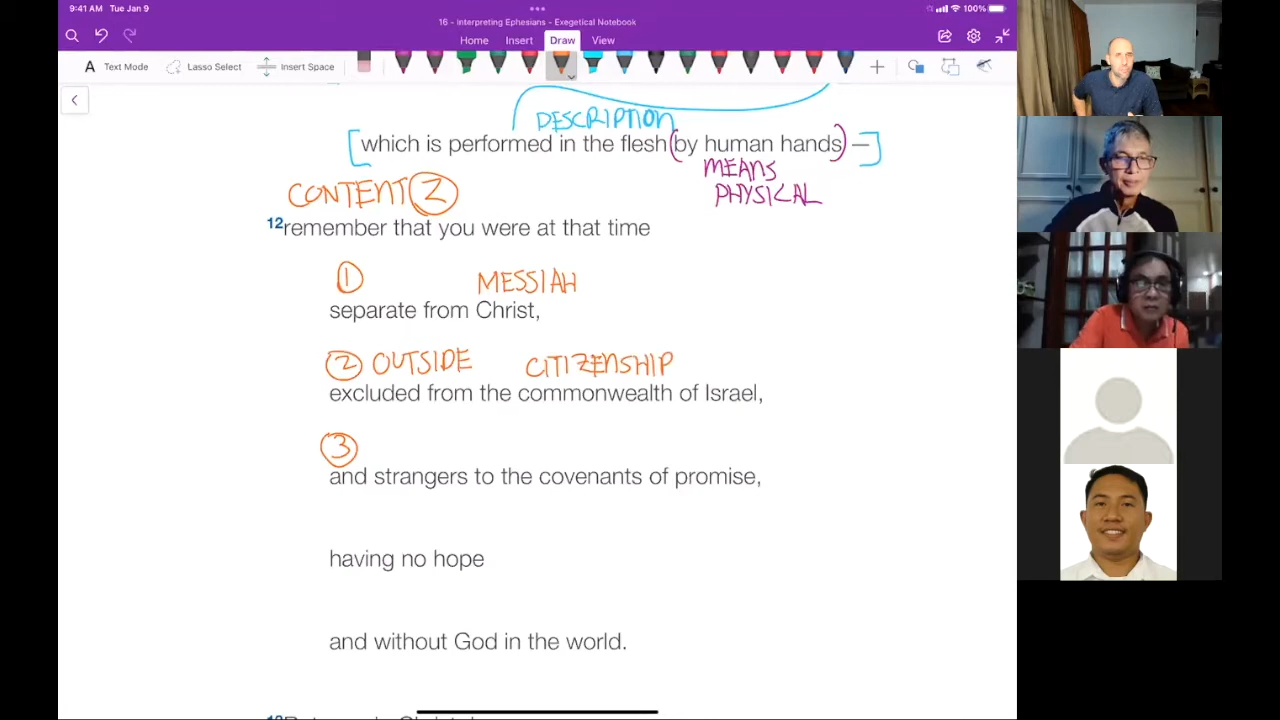 9:41 AM Tue Jan 9
100%
16 - Interpreting Ephesians - Exegetical Notebook
Home Insert Draw View
A Text Mode Lasso Select Insert Space
DESCRIPTION
[which is performed in the flesh (by human hands) —]
MEANS
PHYSICAL
CONTENT 2
12remember that you were at that time
1 MESSIAH
separate from Christ,
2 OUTSIDE CITIZENSHIP
excluded from the commonwealth of Israel,
3
and strangers to the covenants of promise,
having no hope
and without God in the world.